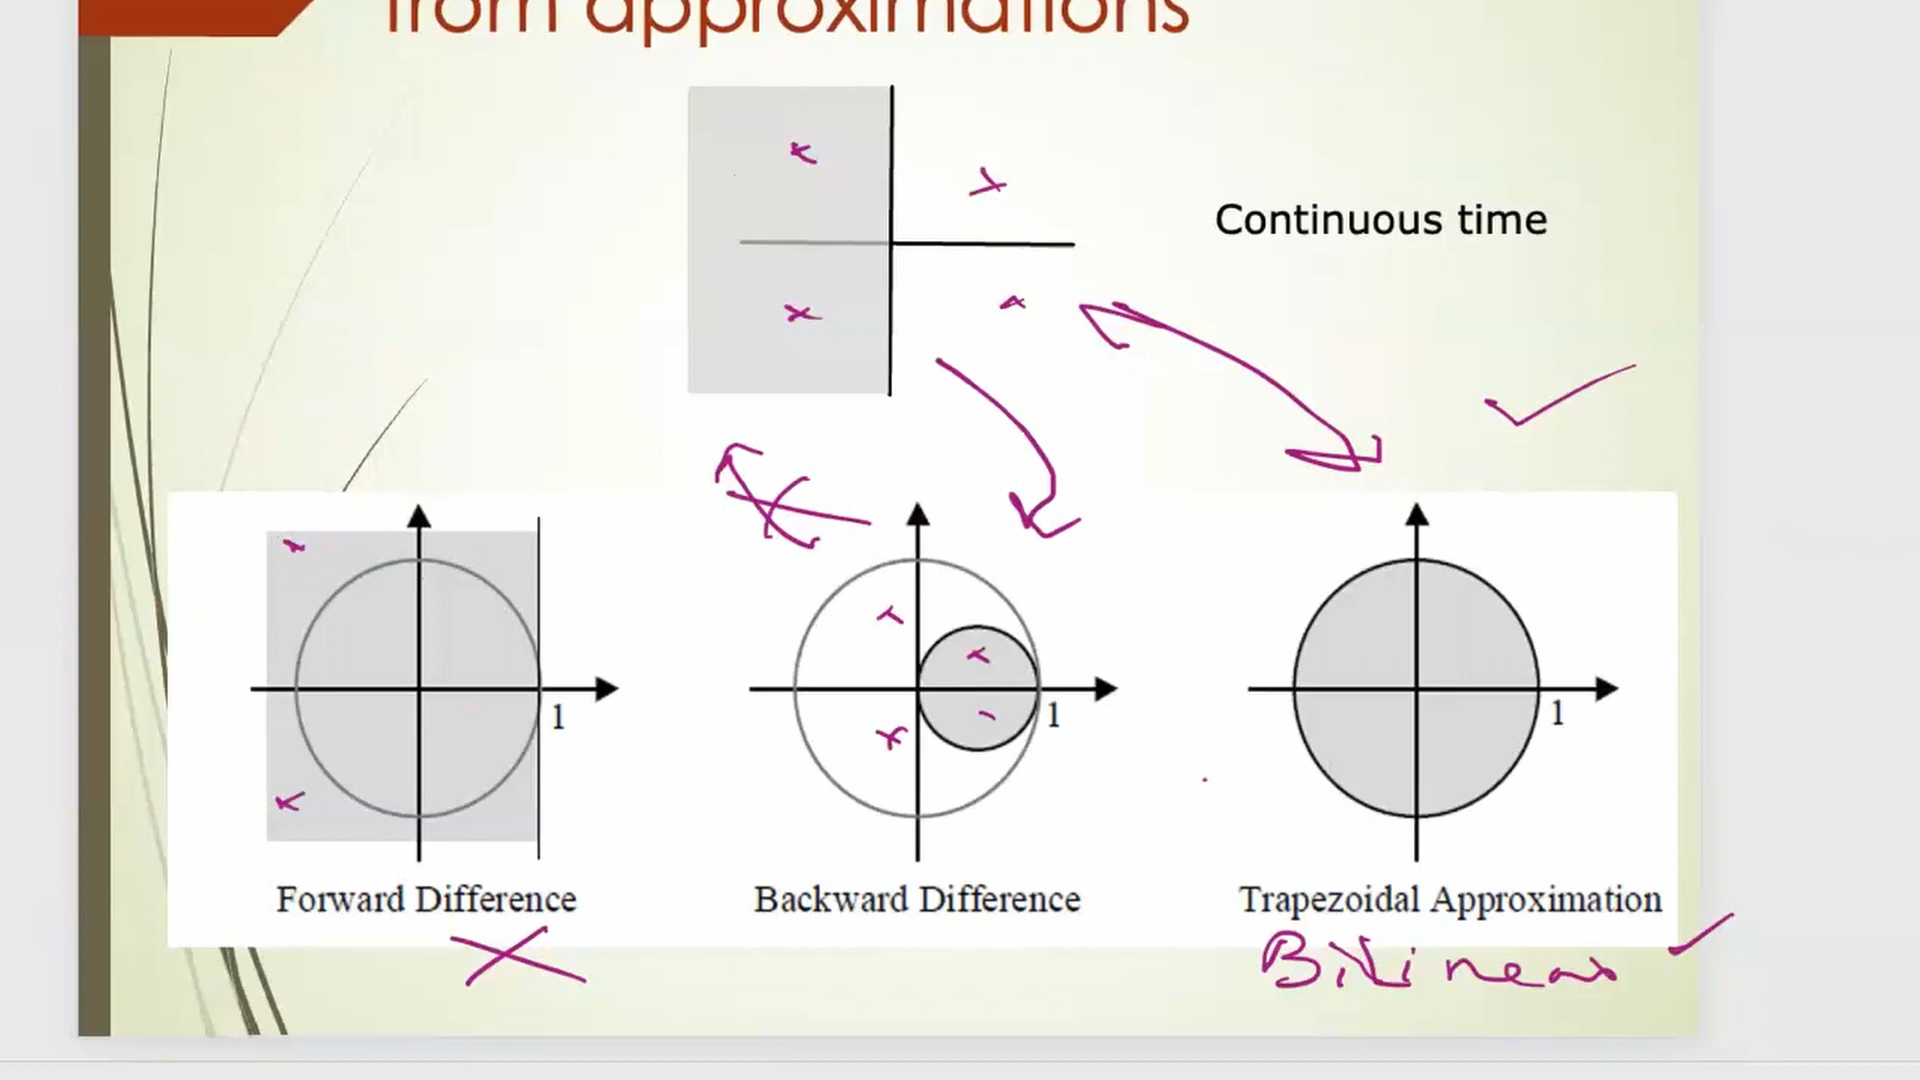 from approximations
Continuous time
1
1
1
Forward Difference
Backward Difference
Trapezoidal Approximation
Bilinear